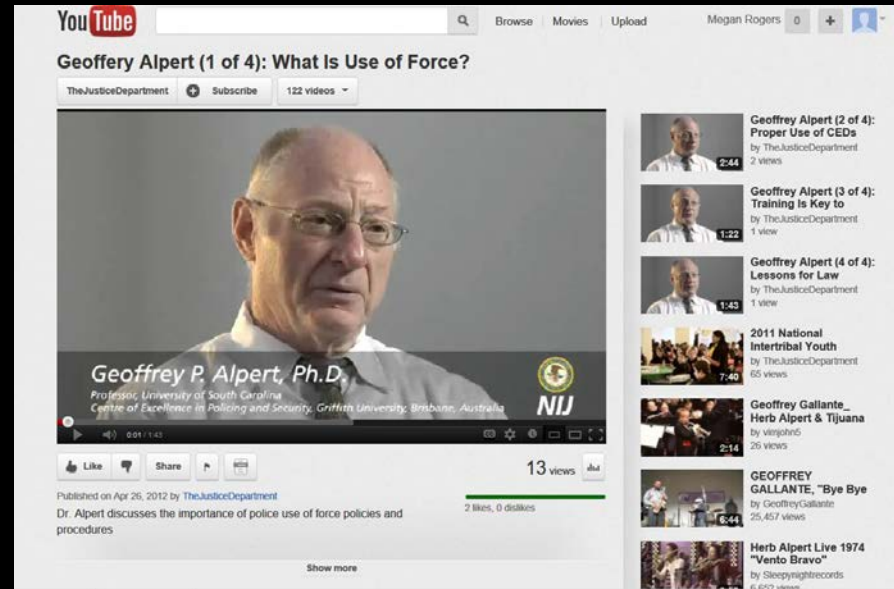 YouTube
Browse | Movies | Upload
Megan Rogers 0 +
Geoffery Alpert (1 of 4): What Is Use of Force?
TheJusticeDepartment Subscribe 122 videos
Geoffrey P. Alpert, Ph.D.
Professor, University of South Carolina
Centre of Excellence in Policing and Security, Griffith University, Brisbane, Australia
NIJ
0:01 / 1:43
CC
Like Share
13 views
Published on Apr 26, 2012 by TheJusticeDepartment
2 likes, 0 dislikes
Dr. Alpert discusses the importance of police use of force policies and
procedures
Show more
Geoffrey Alpert (2 of 4):
Proper Use of CEDs
by TheJusticeDepartment
2 views
2:44
Geoffrey Alpert (3 of 4):
Training Is Key to
by TheJusticeDepartment
1 view
1:22
Geoffrey Alpert (4 of 4):
Lessons for Law
by TheJusticeDepartment
1 view
1:43
2011 National
Intertribal Youth
by TheJusticeDepartment
65 views
7:40
Geoffrey Gallante_
Herb Alpert & Tijuana
by vimjohn5
26 views
2:14
GEOFFREY
GALLANTE, "Bye Bye
by GeoffreyGallante
25,457 views
6:44
Herb Alpert Live 1974
"Vento Bravo"
by Sleepynightrecords
6,652 views